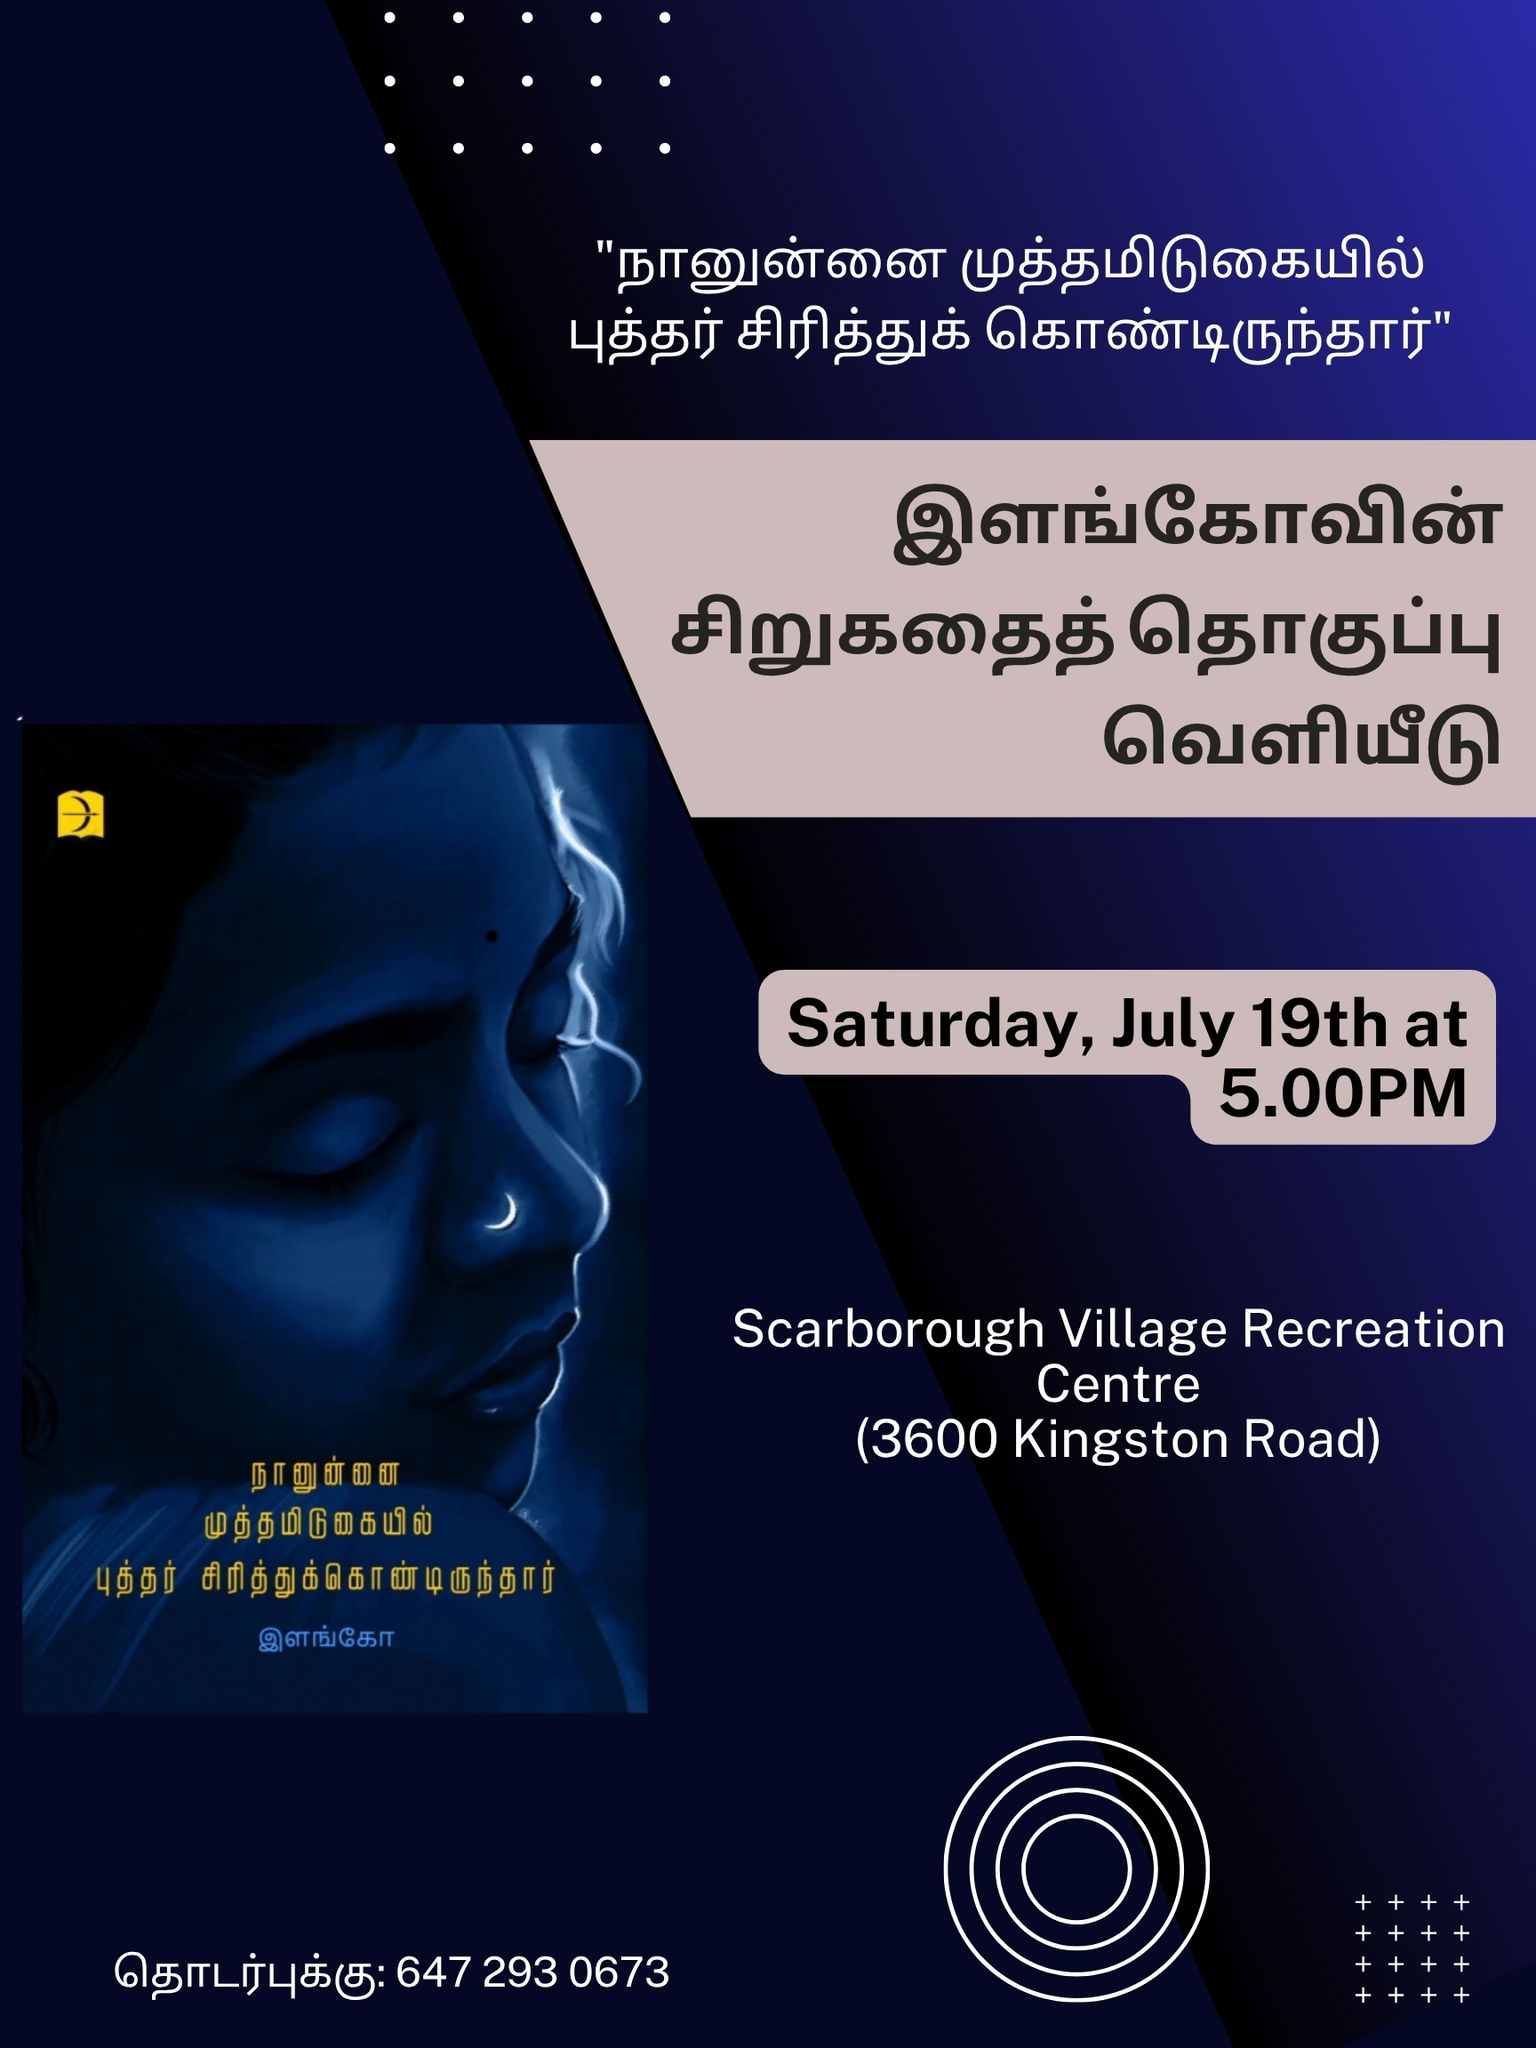 "நானுன்னை முத்தமிடுகையில்
புத்தர் சிரித்துக் கொண்டிருந்தார்"
இளங்கோவின்
சிறுகதைத் தொகுப்பு
வெளியீடு
Saturday, July 19th at
5.00PM
Scarborough Village Recreation
Centre
(3600 Kingston Road)
நானுன்னை
முத்தமிடுகையில்
புத்தர் சிரித்துக்கொண்டிருந்தார்
இளங்கோ
தொடர்புக்கு: 647 293 0673